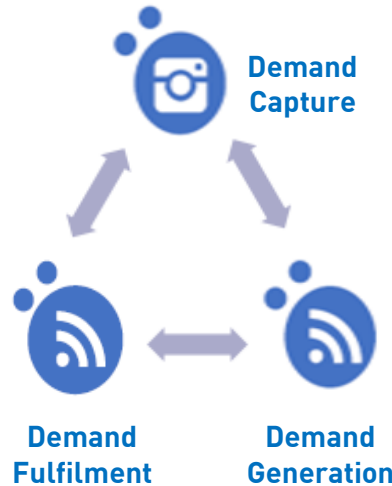 Demand
Capture
Demand
Fulfilment
Demand
Generation